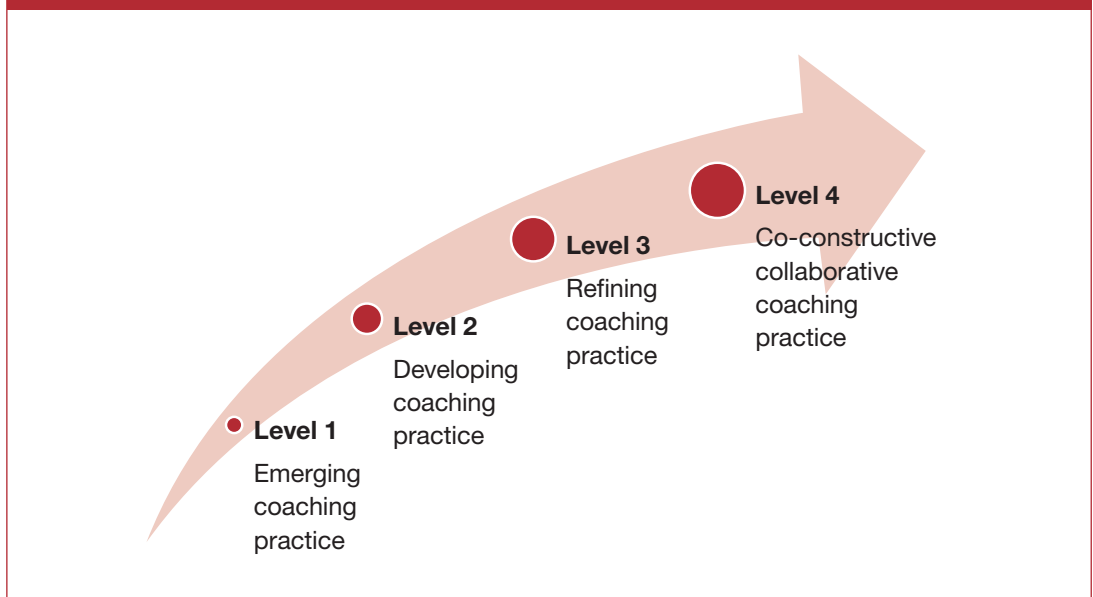 Level 1
Emerging
coaching
practice
Level 2
Developing
coaching
practice
Level 3
Refining
coaching
practice
Level 4
Co-constructive
collaborative
coaching
practice